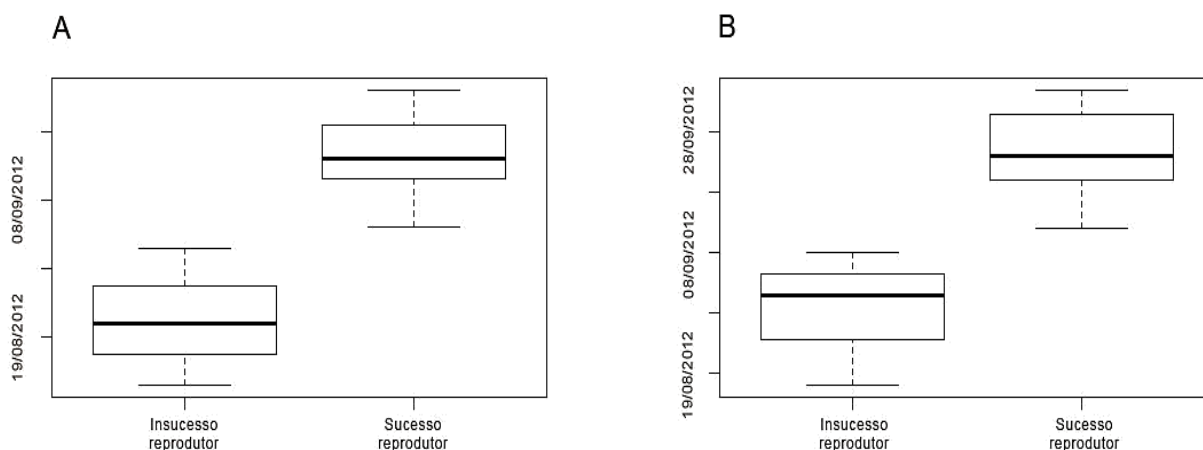 A
08/09/2012
19/08/2012
Insucesso
reprodutor
Sucesso
reprodutor
B
28/09/2012
08/09/2012
19/08/2012
Insucesso
reprodutor
Sucesso
reprodutor